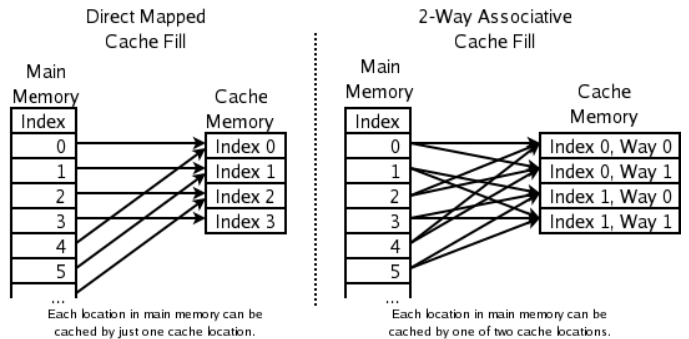 Direct Mapped
Cache Fill
Main
Memory
Index
0
1
2
3
4
5
...
Cache
Memory
Index 0
Index 1
Index 2
Index 3
Each location in main memory can be
cached by just one cache location.
2-Way Associative
Cache Fill
Main
Memory
Index
0
1
2
3
4
5
...
Cache
Memory
Index 0, Way 0
Index 0, Way 1
Index 1, Way 0
Index 1, Way 1
Each location in main memory can be
cached by one of two cache locations.